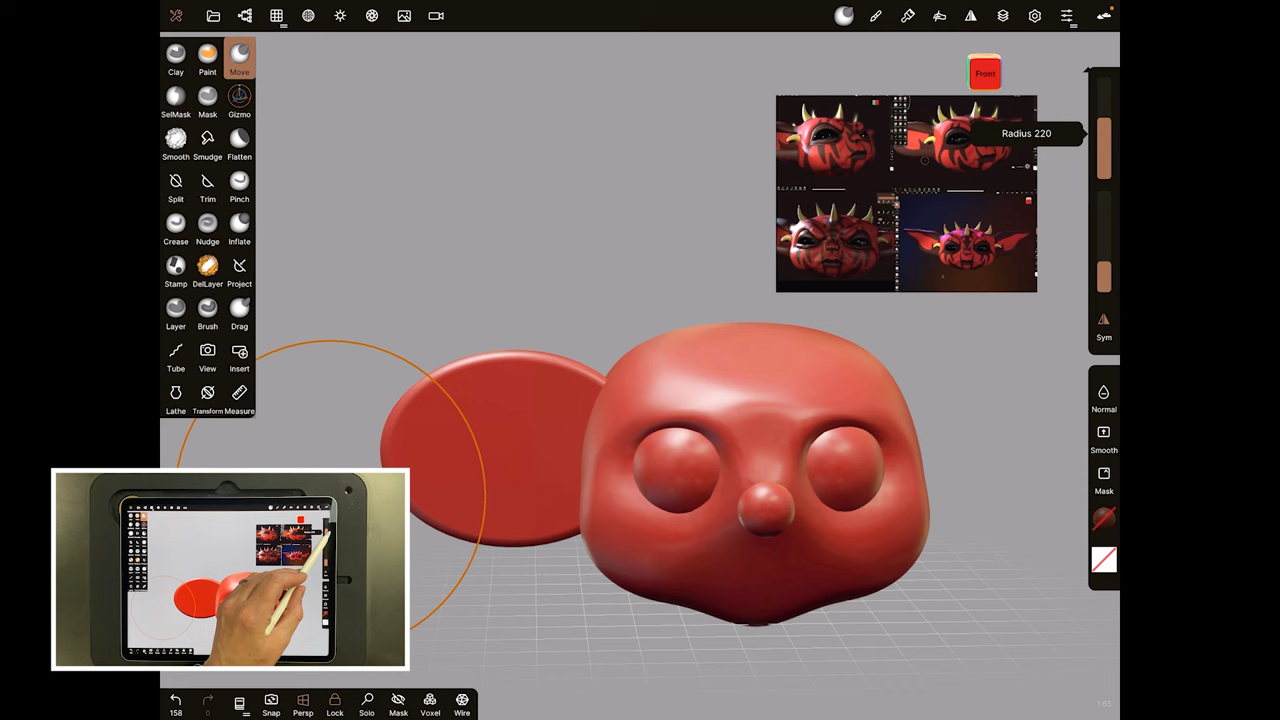 Front
Radius 220
Clay Paint Move
SelMask Mask Gizmo
Smooth Smudge Flatten
Split Trim Pinch
Crease Nudge Inflate
Stamp DelLayer Project
Layer Brush Drag
Tube View Insert
Lathe Transform Measure
Sym
Normal
Smooth
Mask
158 0 Snap Persp Lock Solo Mask Voxel Wire
1.65